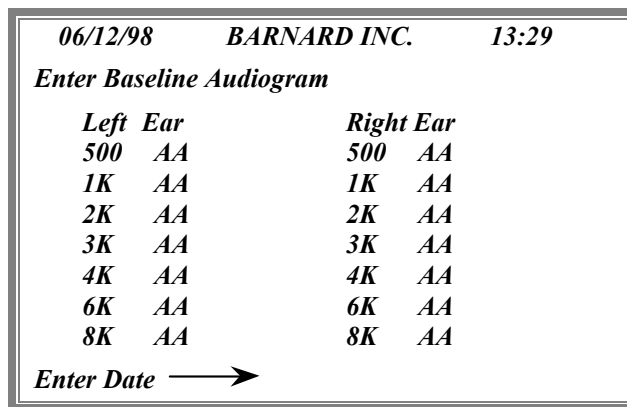 06/12/98 BARNARD INC. 13:29
Enter Baseline Audiogram
Left Ear Right Ear
500 AA 500 AA
1K AA 1K AA
2K AA 2K AA
3K AA 3K AA
4K AA 4K AA
6K AA 6K AA
8K AA 8K AA
Enter Date